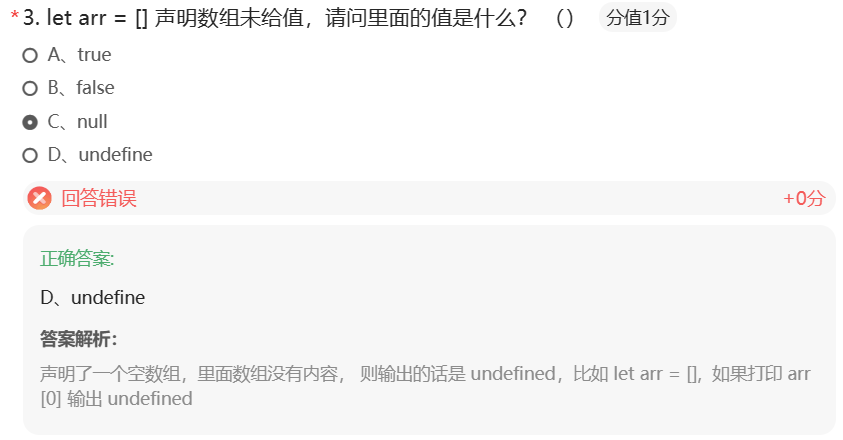 *3. let arr = [] 声明数组未给值，请问里面的值是什么？ （） 分值1分
A、true
B、false
C、null
D、undefine
回答错误 +0分
正确答案:
D、undefine
答案解析：
声明了一个空数组，里面数组没有内容， 则输出的话是 undefined，比如 let arr = []，如果打印 arr
[0] 输出 undefined